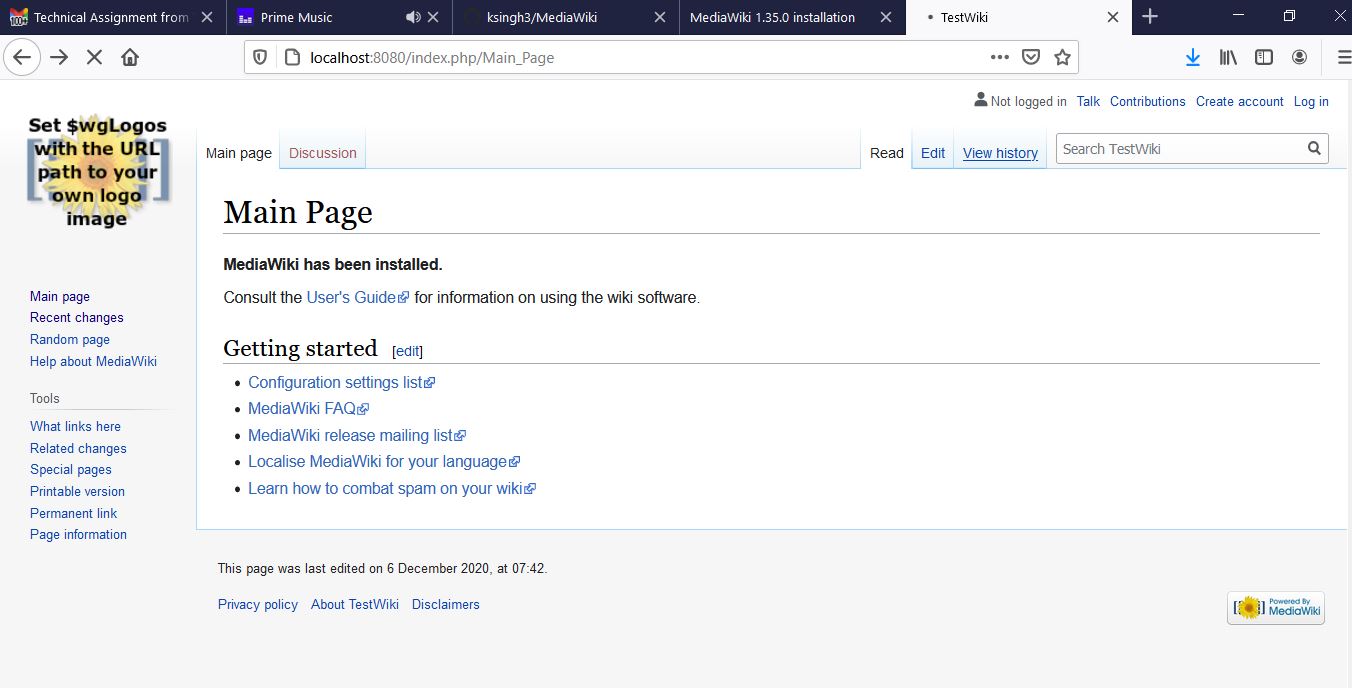 Technical Assignment from
Prime Music
ksingh3/MediaWiki
MediaWiki 1.35.0 installation
TestWiki
localhost:8080/index.php/Main_Page
Not logged in Talk Contributions Create account Log in
Set $wgLogos
with the URL
path to your
own logo
image
Main page Discussion Read Edit View history Search TestWiki
Main Page
MediaWiki has been installed.
Consult the User's Guide for information on using the wiki software.
Getting started [edit]
• Configuration settings list
• MediaWiki FAQ
• MediaWiki release mailing list
• Localise MediaWiki for your language
• Learn how to combat spam on your wiki
Main page
Recent changes
Random page
Help about MediaWiki
Tools
What links here
Related changes
Special pages
Printable version
Permanent link
Page information
This page was last edited on 6 December 2020, at 07:42.
Privacy policy About TestWiki Disclaimers
Powered By
MediaWiki